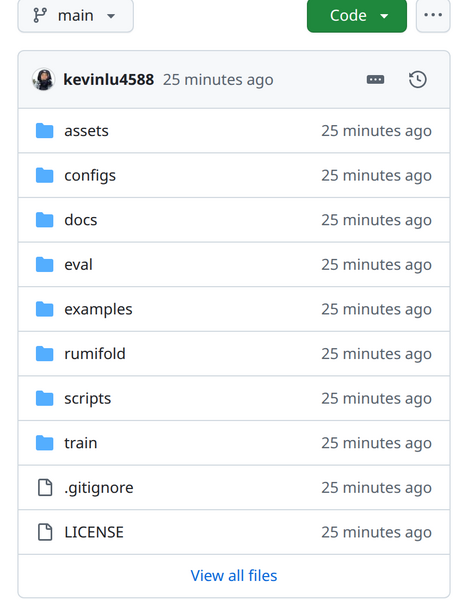 main Code
kevinlu4588 25 minutes ago
assets 25 minutes ago
configs 25 minutes ago
docs 25 minutes ago
eval 25 minutes ago
examples 25 minutes ago
rumifold 25 minutes ago
scripts 25 minutes ago
train 25 minutes ago
.gitignore 25 minutes ago
LICENSE 25 minutes ago
View all files